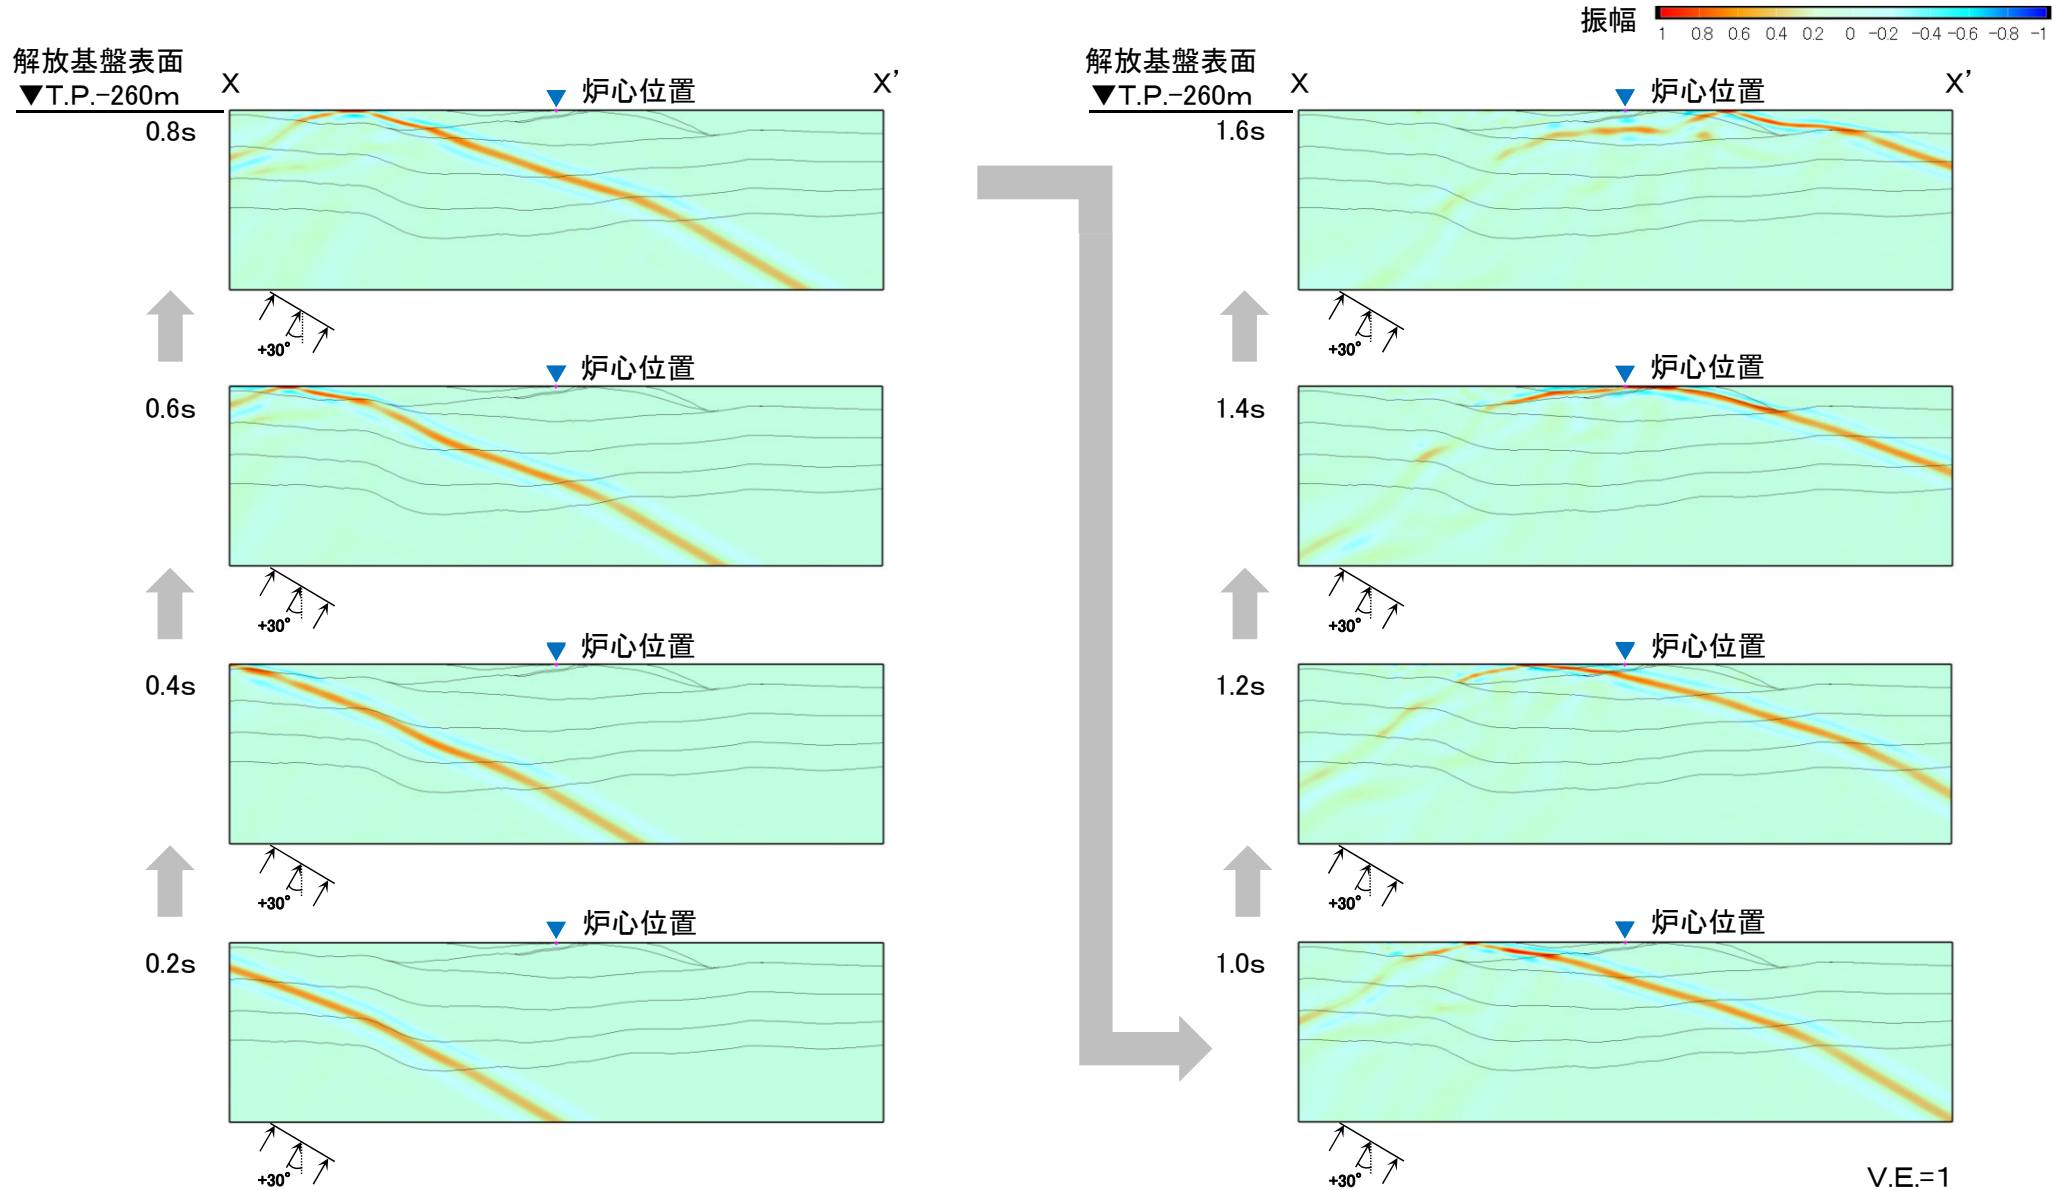 振幅
1 0.8 0.6 0.4 0.2 0 -0.2 -0.4 -0.6 -0.8 -1
解放基盤表面
▼T.P.-260m
X
X'
炉心位置
0.8s
+30°
炉心位置
0.6s
+30°
炉心位置
0.4s
+30°
炉心位置
0.2s
+30°
解放基盤表面
▼T.P.-260m
X
X'
炉心位置
1.6s
+30°
炉心位置
1.4s
+30°
炉心位置
1.2s
+30°
炉心位置
1.0s
+30°
V.E.=1